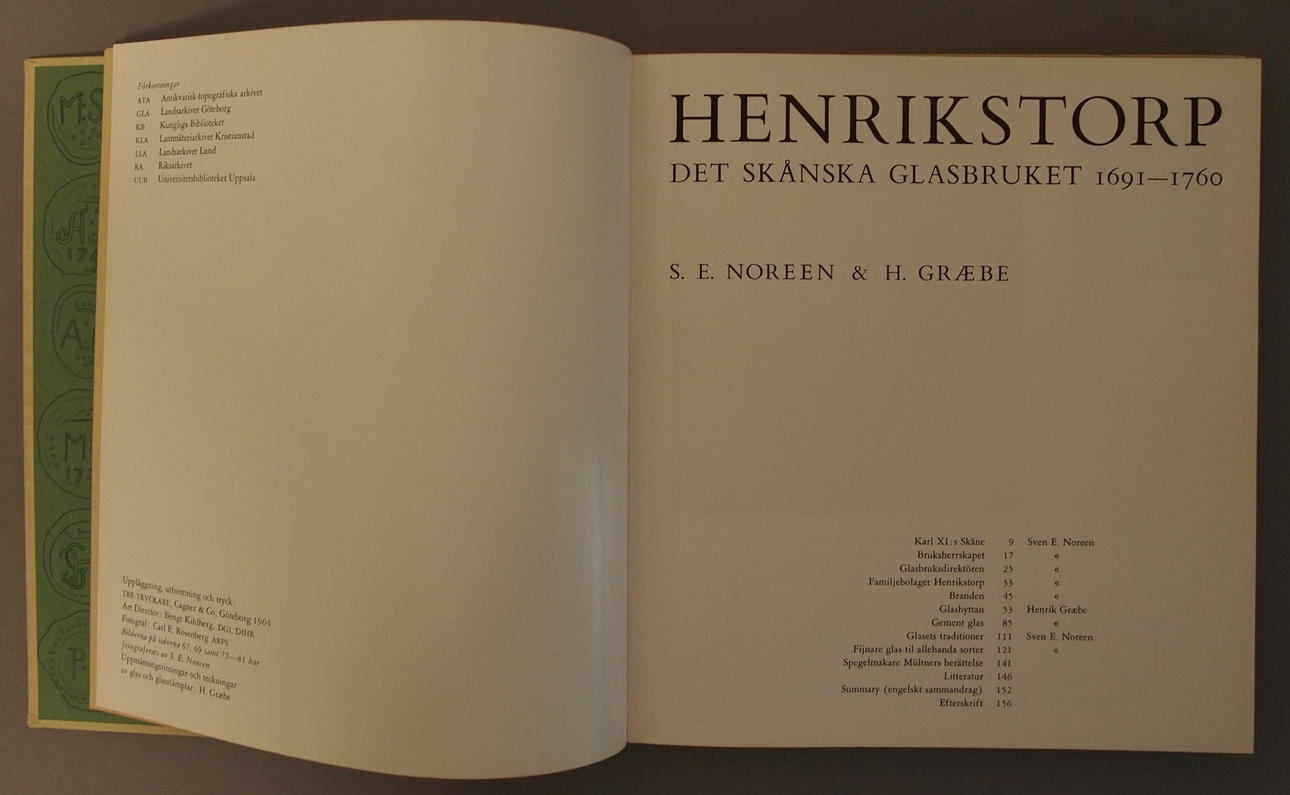 M:S
A
17
A.
M
173
S
P.
Förkortningar
ATA Antikvarisk-topografiska arkivet
GLA Landsarkivet Göteborg
KB Kungliga Biblioteket
KLA Lantmäteriarkivet Kristianstad
LLA Landsarkivet Lund
RA Riksarkivet
UUB Universitetsbiblioteket Uppsala
Uppläggning, utformning och tryck:
TRE TRYCKARE, Cagner & Co, Göteborg 1964
Art Director: Bengt Kihlberg, DGI, DIHR
Fotograf: Carl E. Rosenberg ARPS
Bilderna på sidorna 67, 69 samt 75—81 har
fotograferats av S. E. Noreen
Uppmätningsritningar och teckningar
av glas och glasstämplar: H. Græbe
HENRIKSTORP
DET SKÅNSKA GLASBRUKET 1691—1760
S. E. NOREEN & H. GRÆBE
Karl XI:s Skåne 9 Sven E. Noreen
Bruksherrskapet 17 «
Glasbruksdirektören 25 «
Familjebolaget Henrikstorp 33 «
Branden 45 «
Glashyttan 53 Henrik Græbe
Gement glas 85 «
Glasets traditioner 111 Sven E. Noreen
Fijnare glas til allehanda sorter 121 «
Spegelmakare Mültners berättelse 141
Litteratur 146
Summary (engelskt sammandrag) 152
Efterskrift 156